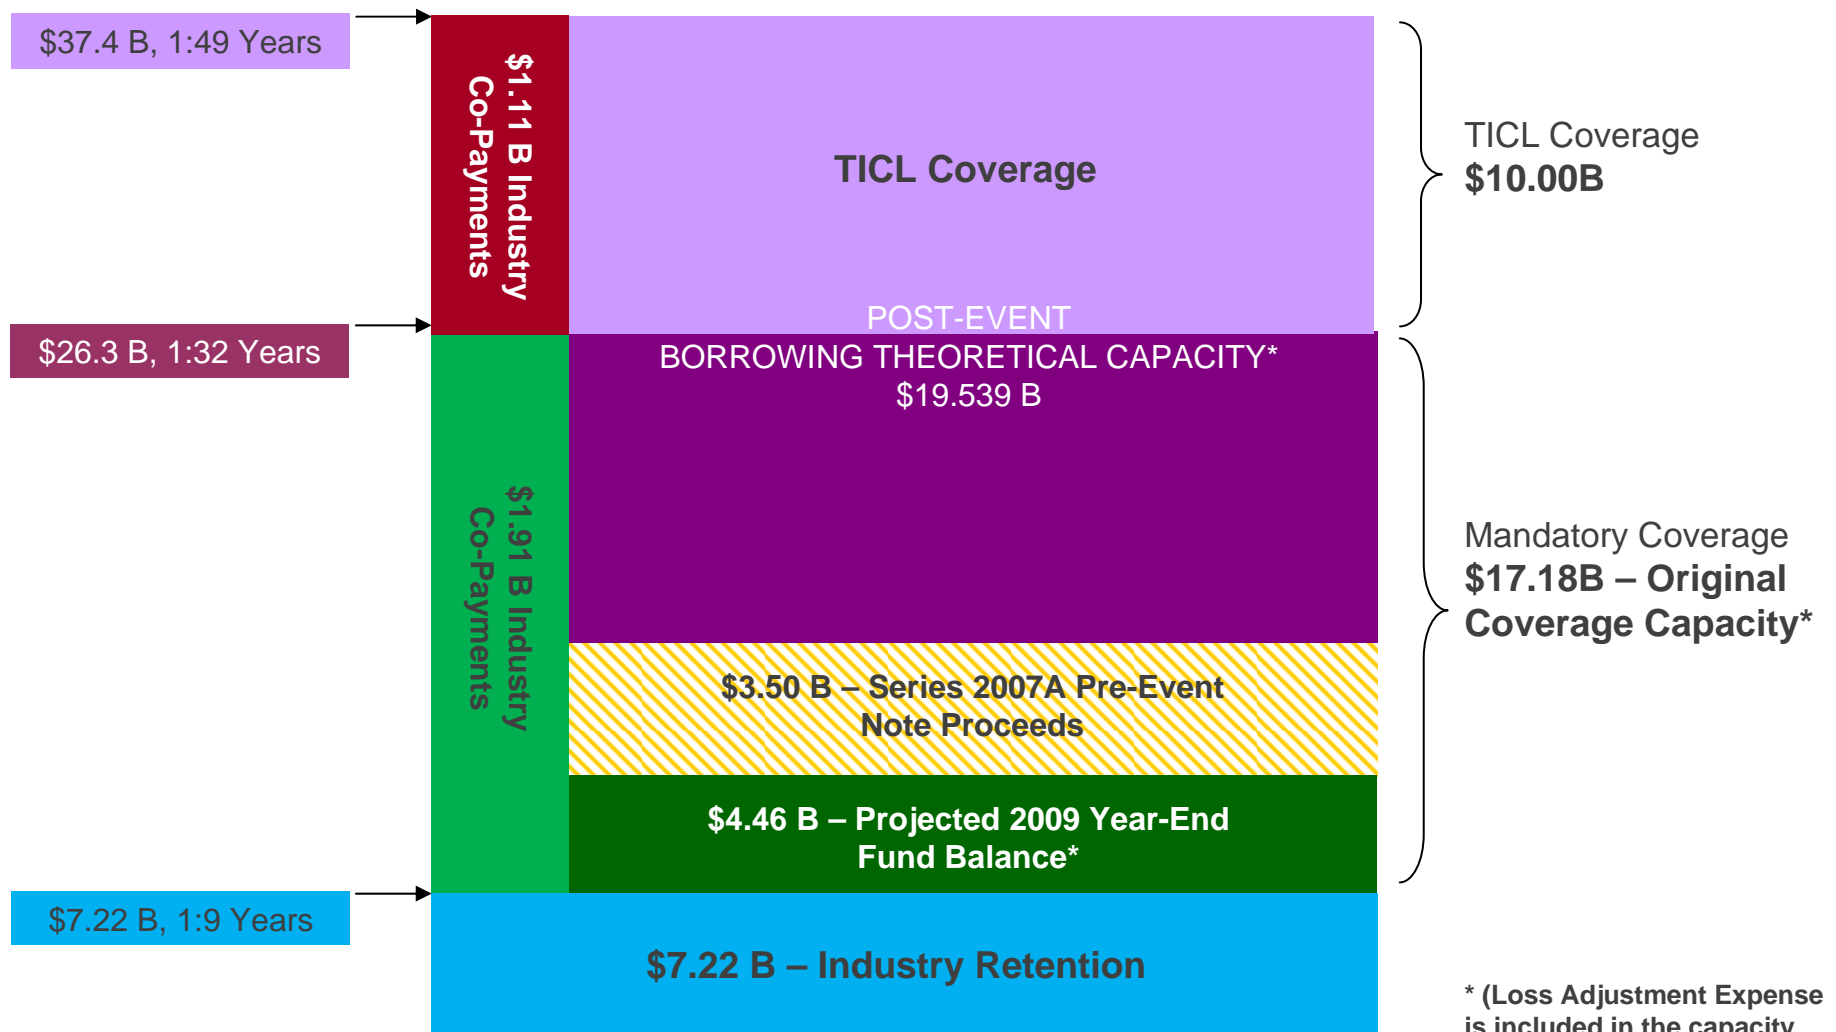 $37.4 B, 1:49 Years
$1.11 B Industry
Co-Payments
TICL Coverage
TICL Coverage
$10.00B
$26.3 B, 1:32 Years
POST-EVENT
BORROWING THEORETICAL CAPACITY*
$19.539 B
$1.91 B Industry
Co-Payments
Mandatory Coverage
$17.18B – Original
Coverage Capacity*
$3.50 B – Series 2007A Pre-Event
Note Proceeds
$4.46 B – Projected 2009 Year-End
Fund Balance*
$7.22 B, 1:9 Years
$7.22 B – Industry Retention
* (Loss Adjustment Expense
is included in the capacity